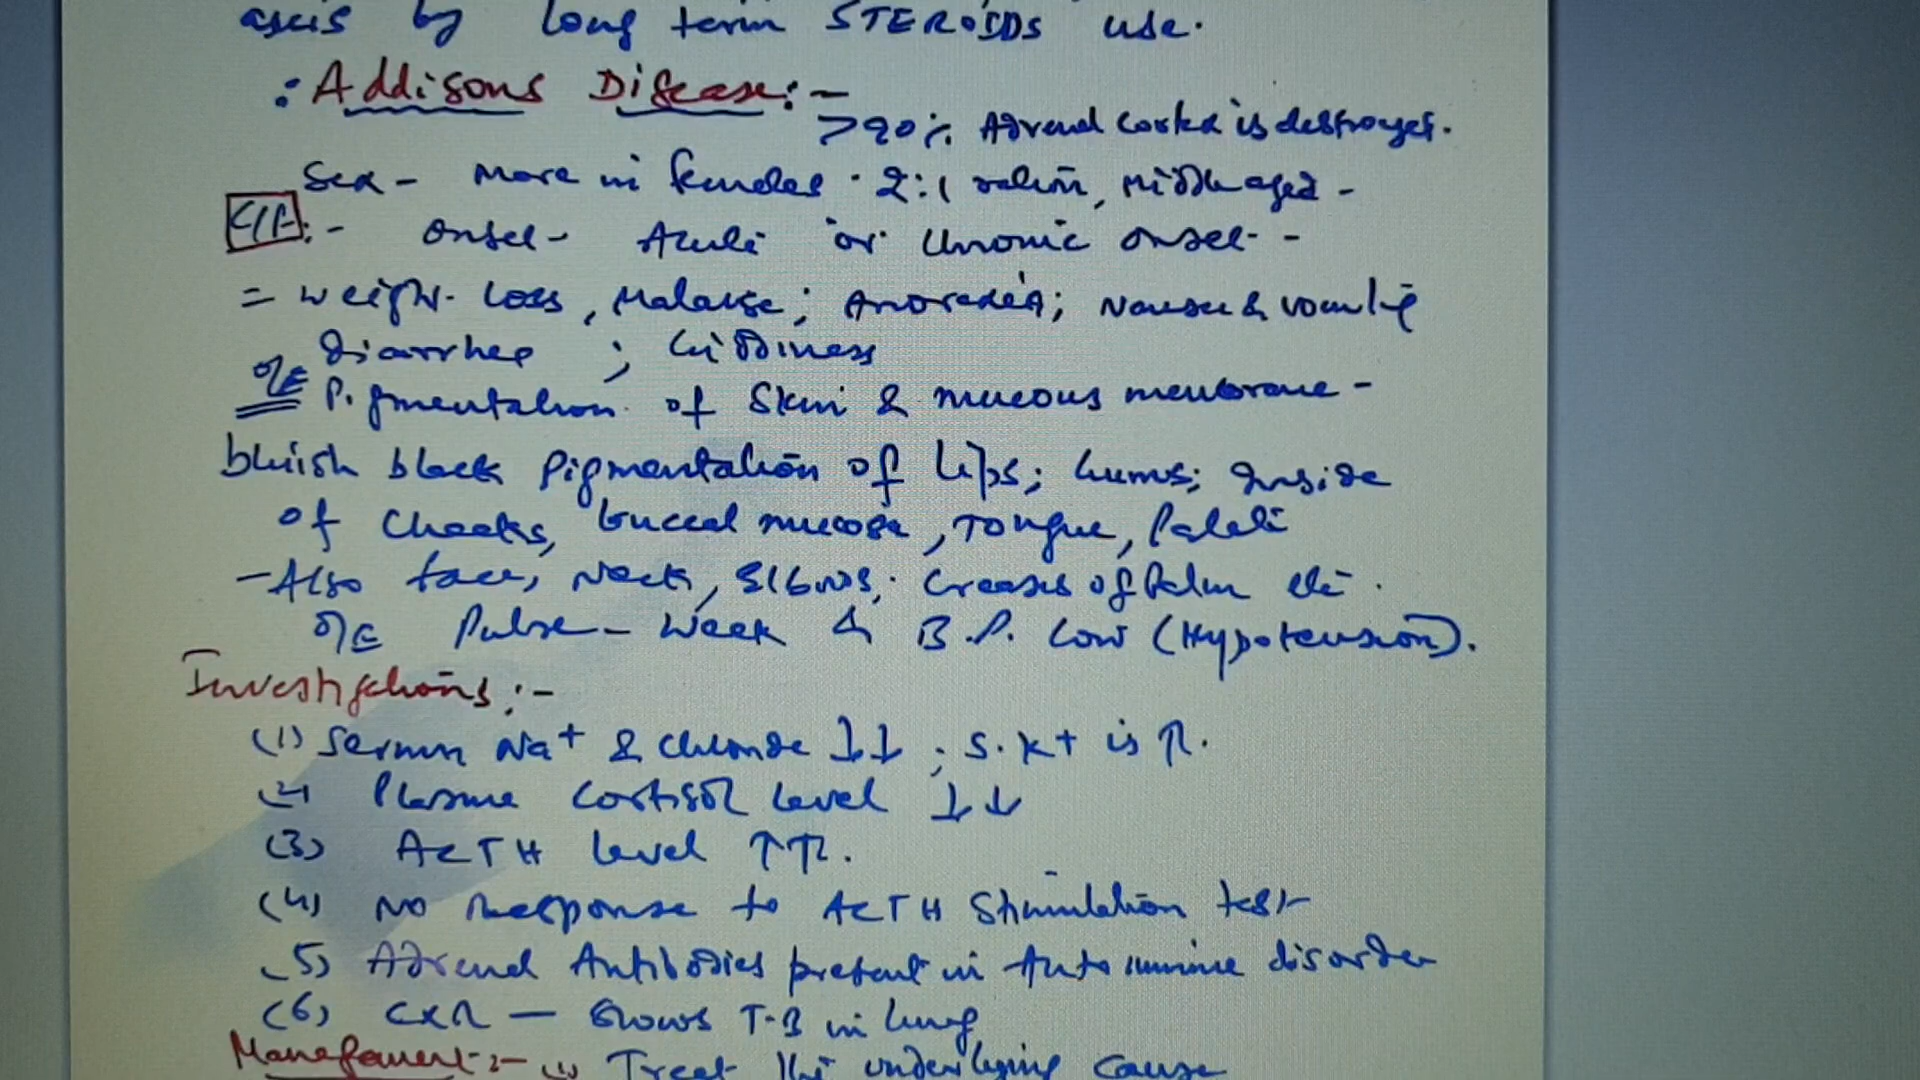 axis by long term STEROIDS use.
: Addisons Disease :-
>90% Adrenal Cortex is destroyed.
Sex - More in females . 2:1 ration, Middle aged -
C/F :- Onset - Acute or Chronic onset - -
= Weight Loss, Malaise; Anorexia; Nausea & vomiting
Diarrhea ; Giddiness
O/E Pigmentation of Skin & mucous membrane -
bluish black Pigmentation of lips; Gums; Inside
of Cheeks, buccal mucosa, Tongue, Palate
- Also face, Neck, Elbows, Creases of Palm etc .
O/E Pulse - Weak & B.P. Low (Hypotension).
Investigations :-
(1) Serum Na+ & chloride ↓↓ ; S. K+ is ↑.
(2) Plasma Cortisol Level ↓↓
(3) ACTH Level ↑↑.
(4) No Response to ACTH Stimulation test
(5) Adrenal Antibodies present in Autoimmune disorder
(6) CXR — Shows T-B in lung
Management :- (1) Treat the underlying cause